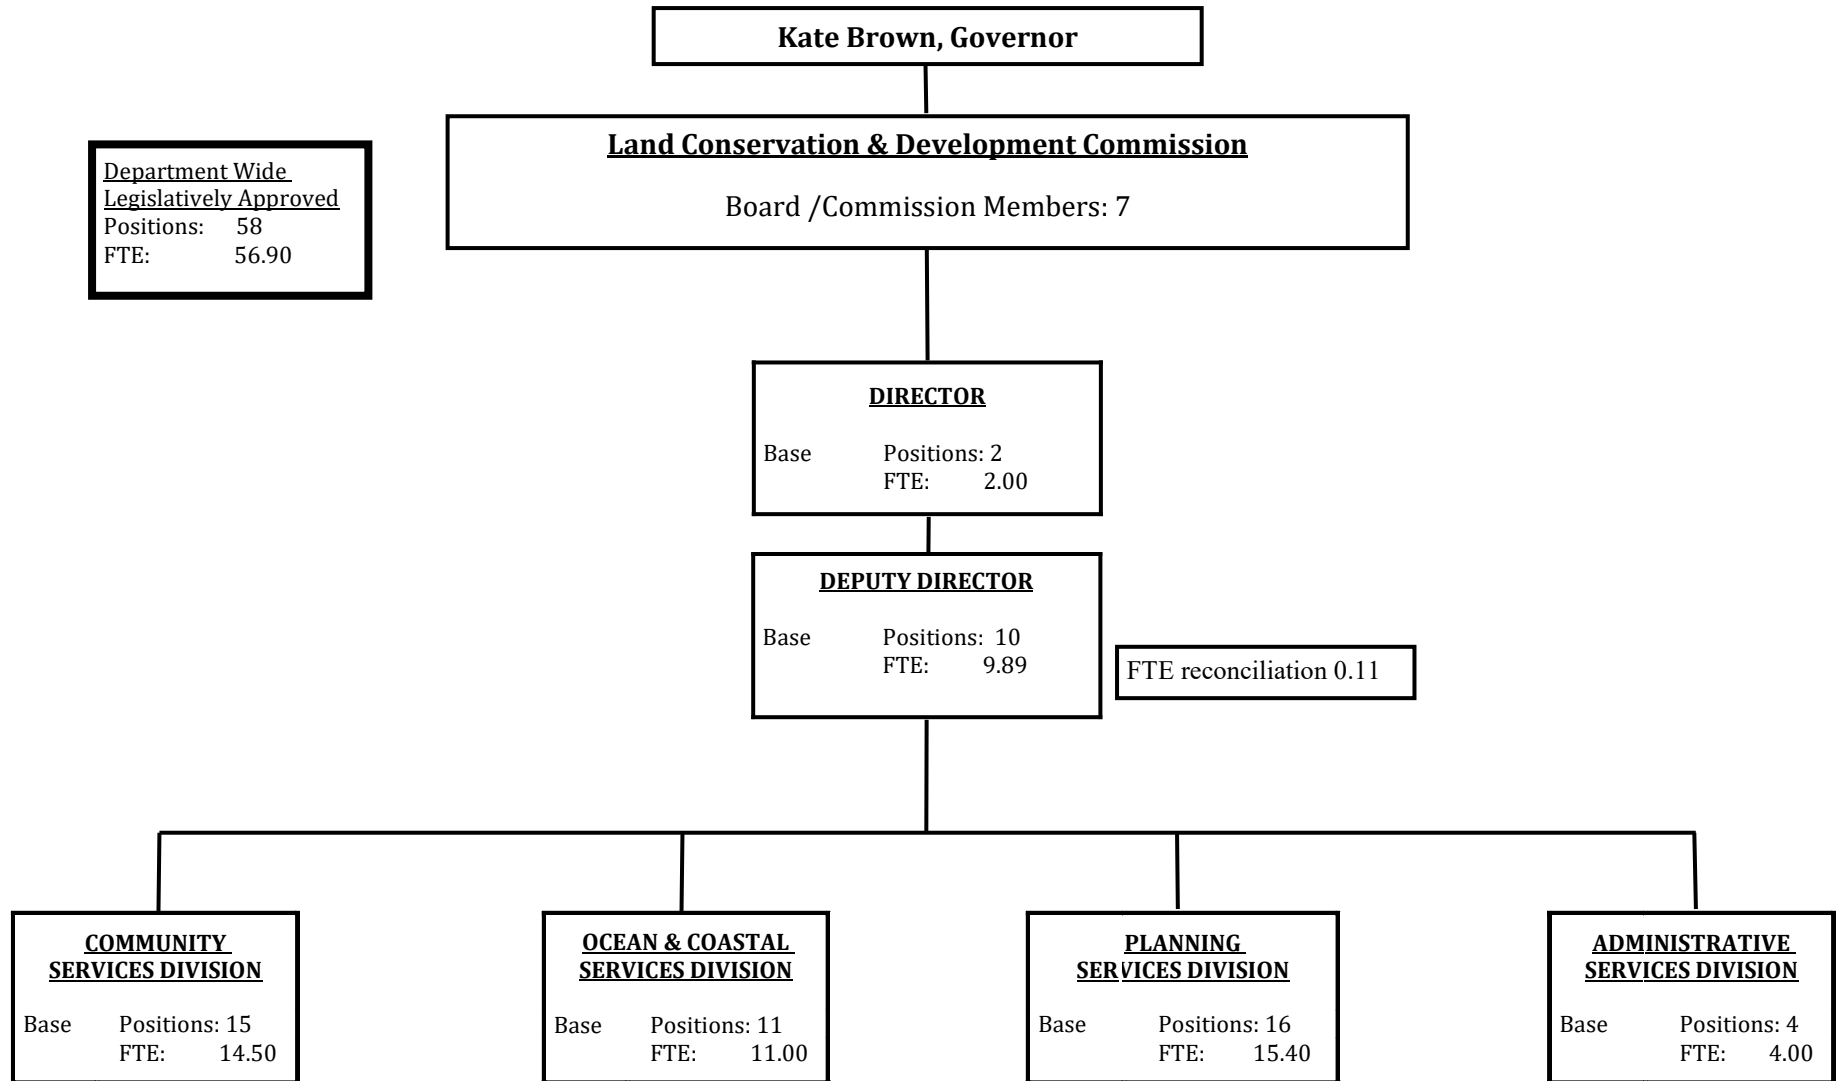 Kate Brown, Governor
Land Conservation & Development Commission
Board /Commission Members: 7
Department Wide
Legislatively Approved
Positions: 58
FTE: 56.90
DIRECTOR
Base Positions: 2
FTE: 2.00
DEPUTY DIRECTOR
Base Positions: 10
FTE: 9.89
FTE reconciliation 0.11
COMMUNITY
SERVICES DIVISION
Base Positions: 15
FTE: 14.50
OCEAN & COASTAL
SERVICES DIVISION
Base Positions: 11
FTE: 11.00
PLANNING
SERVICES DIVISION
Base Positions: 16
FTE: 15.40
ADMINISTRATIVE
SERVICES DIVISION
Base Positions: 4
FTE: 4.00